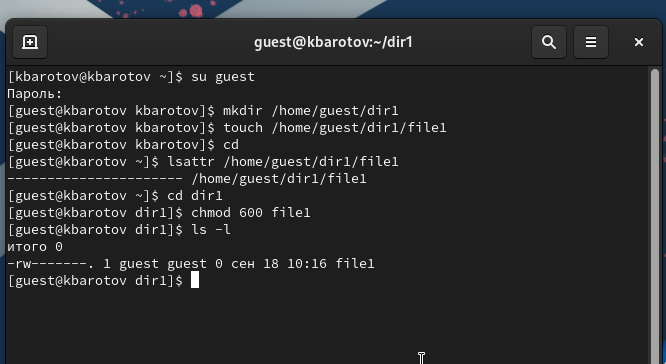 guest@kbarotov:~/dir1
[kbarotov@kbarotov ~]$ su guest
Пароль:
[guest@kbarotov kbarotov]$ mkdir /home/guest/dir1
[guest@kbarotov kbarotov]$ touch /home/guest/dir1/file1
[guest@kbarotov kbarotov]$ cd
[guest@kbarotov ~]$ lsattr /home/guest/dir1/file1
---------------------- /home/guest/dir1/file1
[guest@kbarotov ~]$ cd dir1
[guest@kbarotov dir1]$ chmod 600 file1
[guest@kbarotov dir1]$ ls -l
итого 0
-rw-------. 1 guest guest 0 сен 18 10:16 file1
[guest@kbarotov dir1]$